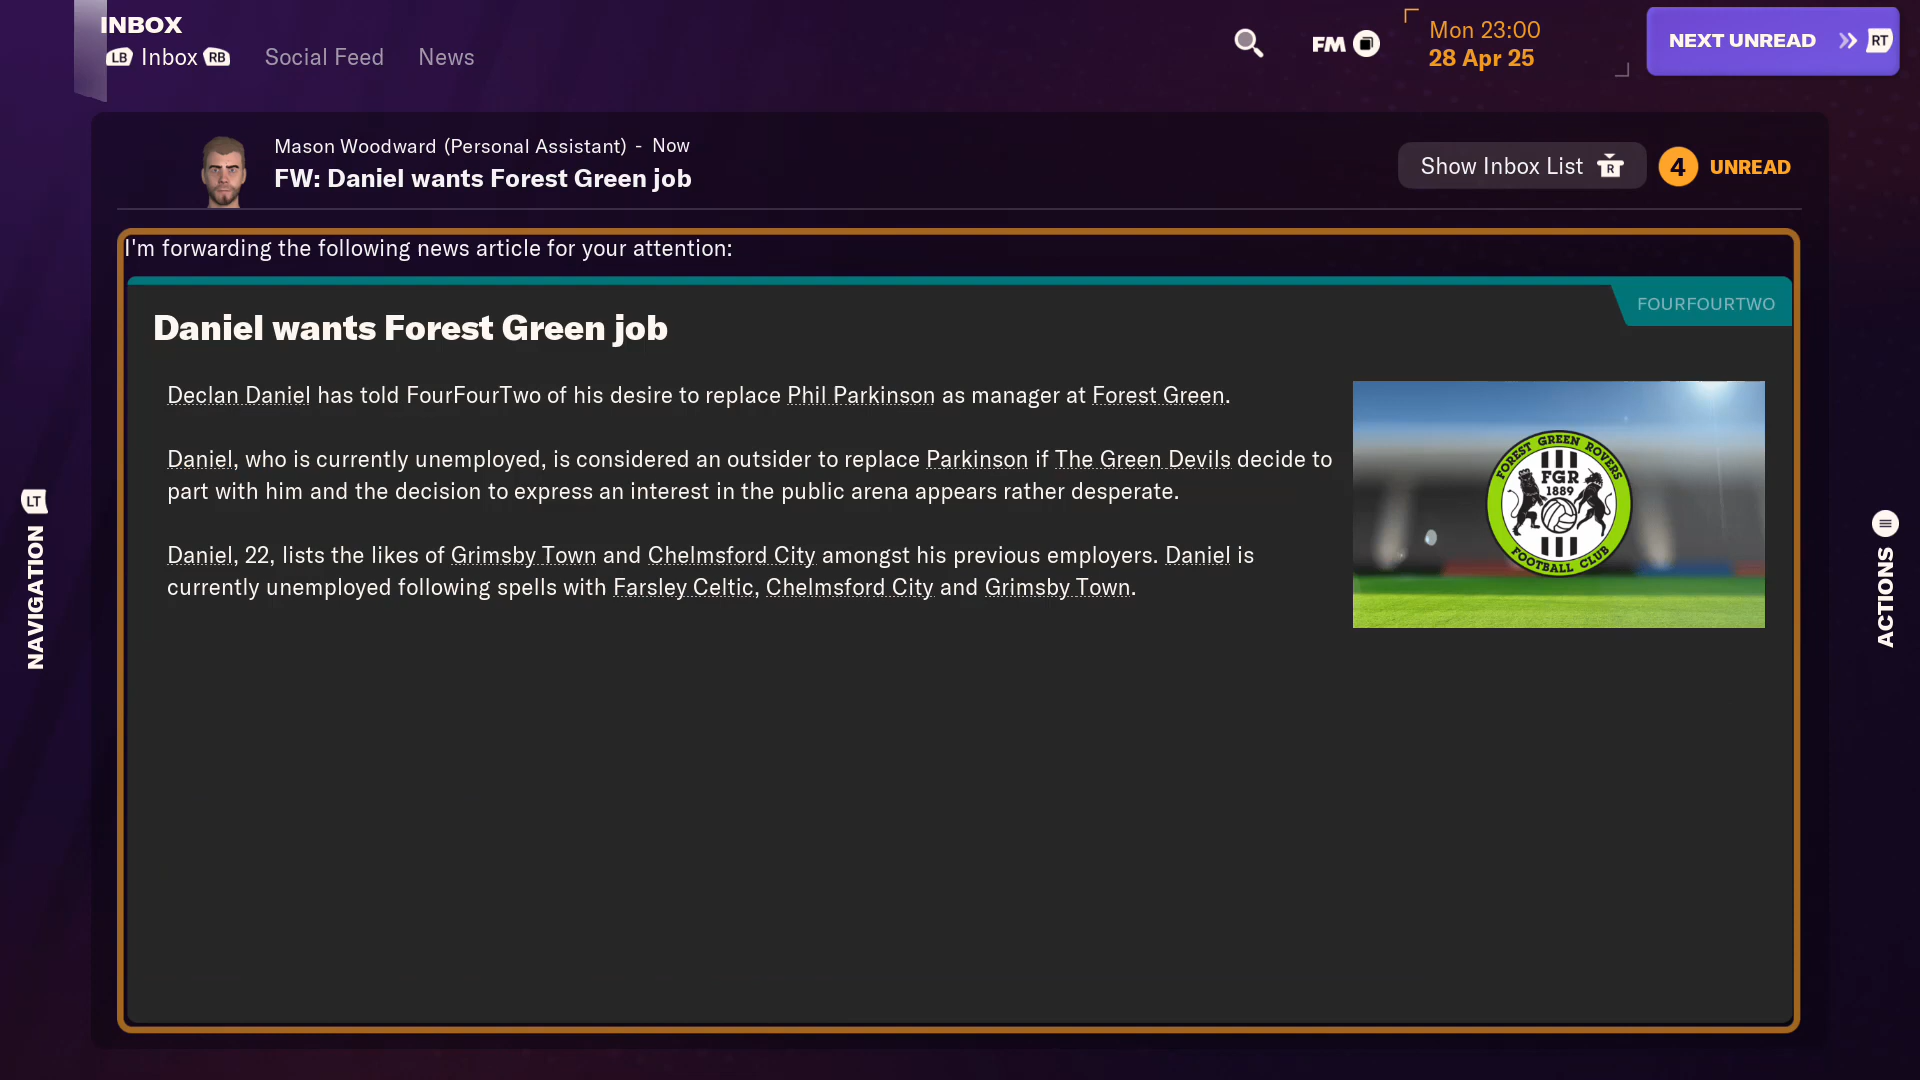 INBOX
LB Inbox RB Social Feed News
FM
Mon 23:00
28 Apr 25
NEXT UNREAD RT
Mason Woodward (Personal Assistant) - Now
FW: Daniel wants Forest Green job
Show Inbox List R
4 UNREAD
I'm forwarding the following news article for your attention:
FOURFOURTWO
Daniel wants Forest Green job
Declan Daniel has told FourFourTwo of his desire to replace Phil Parkinson as manager at Forest Green.
Daniel, who is currently unemployed, is considered an outsider to replace Parkinson if The Green Devils decide to
part with him and the decision to express an interest in the public arena appears rather desperate.
Daniel, 22, lists the likes of Grimsby Town and Chelmsford City amongst his previous employers. Daniel is
currently unemployed following spells with Farsley Celtic, Chelmsford City and Grimsby Town.
FOREST GREEN ROVERS
FGR
1889
FOOTBALL CLUB
LT
NAVIGATION
ACTIONS